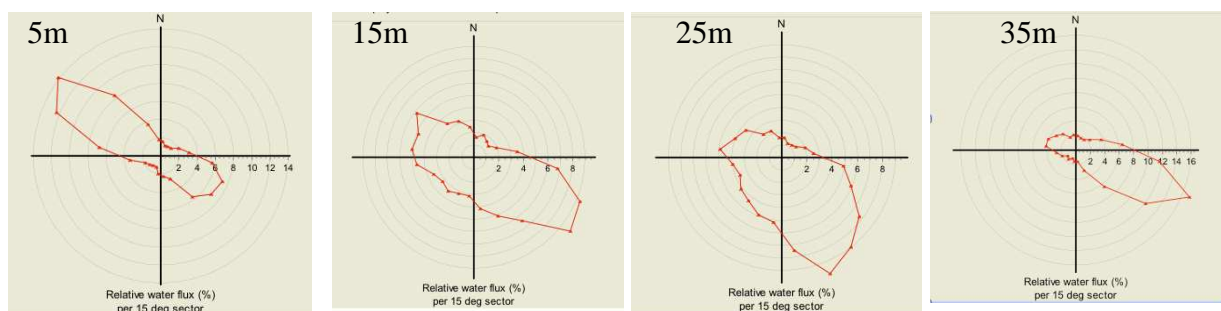 N
5m
2 4 6 8 10 12 14
Relative water flux (%)
per 15 deg sector
N
15m
2 4 6 8
Relative water flux (%)
per 15 deg sector
N
25m
2 4 6 8
Relative water flux (%)
per 15 deg sector
N
35m
2 4 6 8 10 12 14 16
Relative water flux (%)
per 15 deg sector